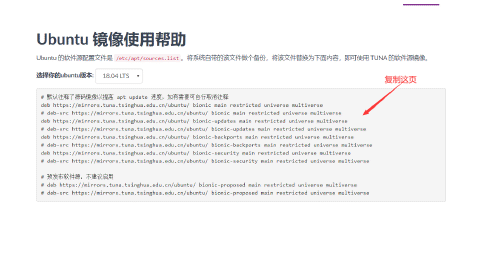 Ubuntu 镜像使用帮助
Ubuntu 的软件源配置文件是 /etc/apt/sources.list。将系统自带的该文件做个备份，将该文件替换为下面内容，即可使用 TUNA 的软件源镜像。
选择你的ubuntu版本: 18.04 LTS
复制这页
# 默认注释了源码镜像以提高 apt update 速度，如有需要可自行取消注释
deb https://mirrors.tuna.tsinghua.edu.cn/ubuntu/ bionic main restricted universe multiverse
# deb-src https://mirrors.tuna.tsinghua.edu.cn/ubuntu/ bionic main restricted universe multiverse
deb https://mirrors.tuna.tsinghua.edu.cn/ubuntu/ bionic-updates main restricted universe multiverse
# deb-src https://mirrors.tuna.tsinghua.edu.cn/ubuntu/ bionic-updates main restricted universe multiverse
deb https://mirrors.tuna.tsinghua.edu.cn/ubuntu/ bionic-backports main restricted universe multiverse
# deb-src https://mirrors.tuna.tsinghua.edu.cn/ubuntu/ bionic-backports main restricted universe multiverse
deb https://mirrors.tuna.tsinghua.edu.cn/ubuntu/ bionic-security main restricted universe multiverse
# deb-src https://mirrors.tuna.tsinghua.edu.cn/ubuntu/ bionic-security main restricted universe multiverse
# 预发布软件源，不建议启用
# deb https://mirrors.tuna.tsinghua.edu.cn/ubuntu/ bionic-proposed main restricted universe multiverse
# deb-src https://mirrors.tuna.tsinghua.edu.cn/ubuntu/ bionic-proposed main restricted universe multiverse